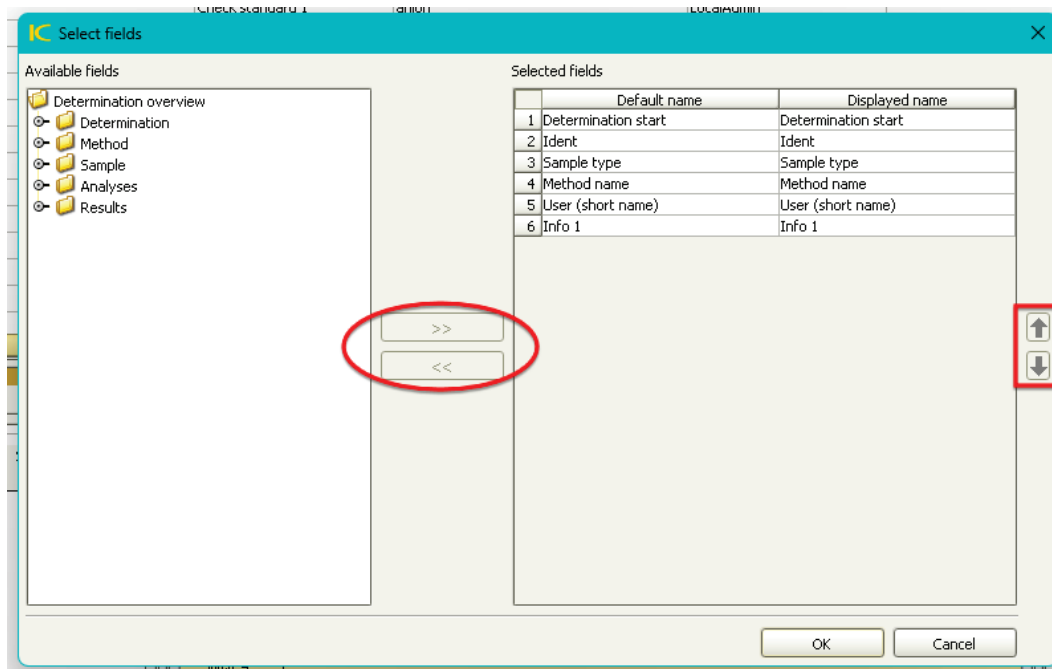 Check standard 1 anion LocalAdmin
IC Select fields
Available fields
Selected fields
Determination overview
Determination
Method
Sample
Analyses
Results
Default name Displayed name
1 Determination start Determination start
2 Ident Ident
3 Sample type Sample type
4 Method name Method name
5 User (short name) User (short name)
6 Info 1 Info 1
>>
<<
OK Cancel